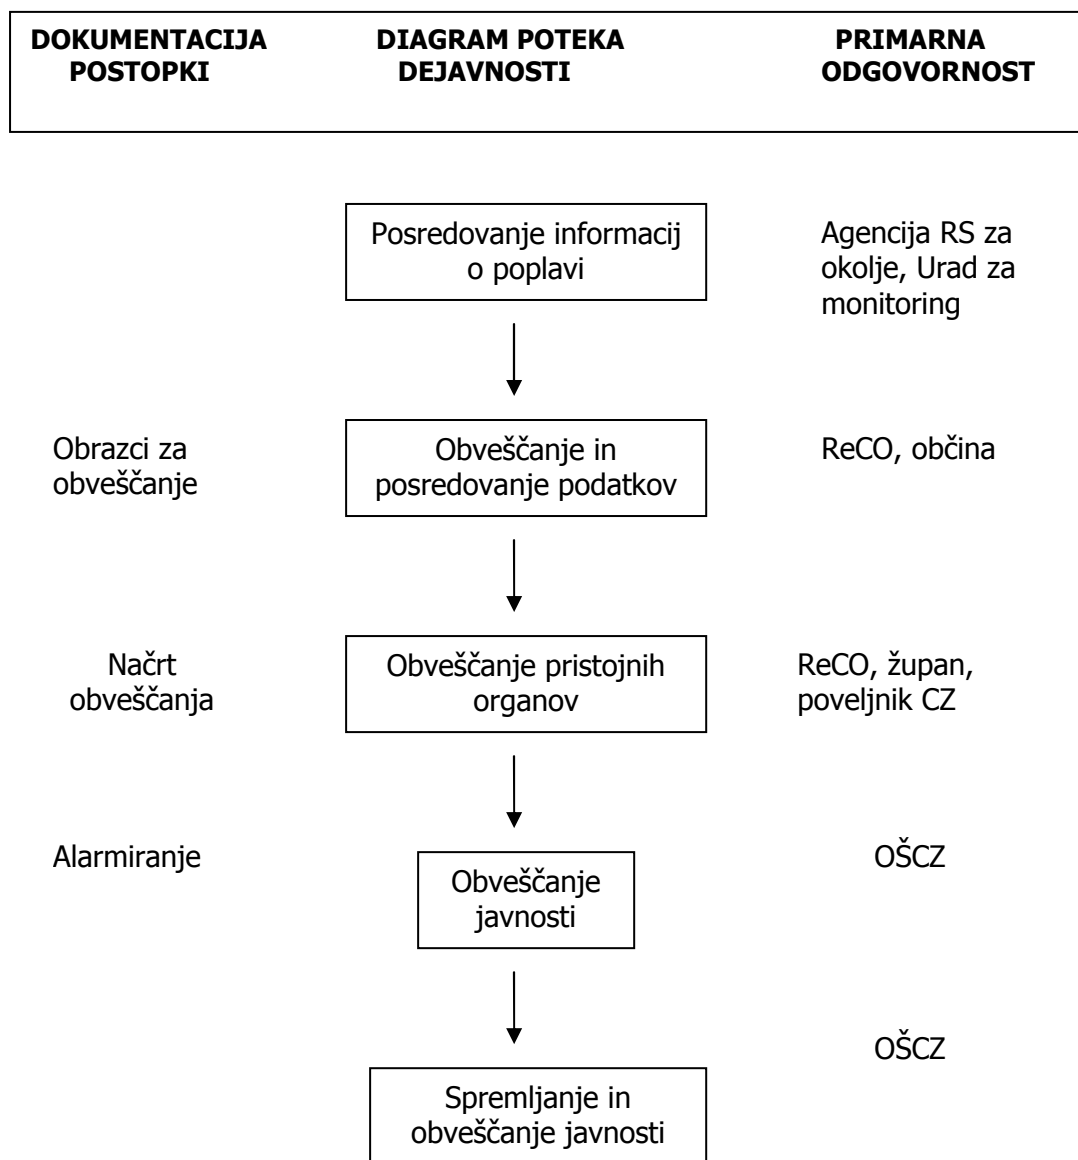 DOKUMENTACIJA
POSTOPKI
DIAGRAM POTEKA
DEJAVNOSTI
PRIMARNA
ODGOVORNOST
Posredovanje informacij
o poplavi
Agencija RS za
okolje, Urad za
monitoring
Obrazci za
obveščanje
Obveščanje in
posredovanje podatkov
ReCO, občina
Načrt
obveščanja
Obveščanje pristojnih
organov
ReCO, župan,
poveljnik CZ
Alarmiranje
Obveščanje
javnosti
OŠCZ
OŠCZ
Spremljanje in
obveščanje javnosti